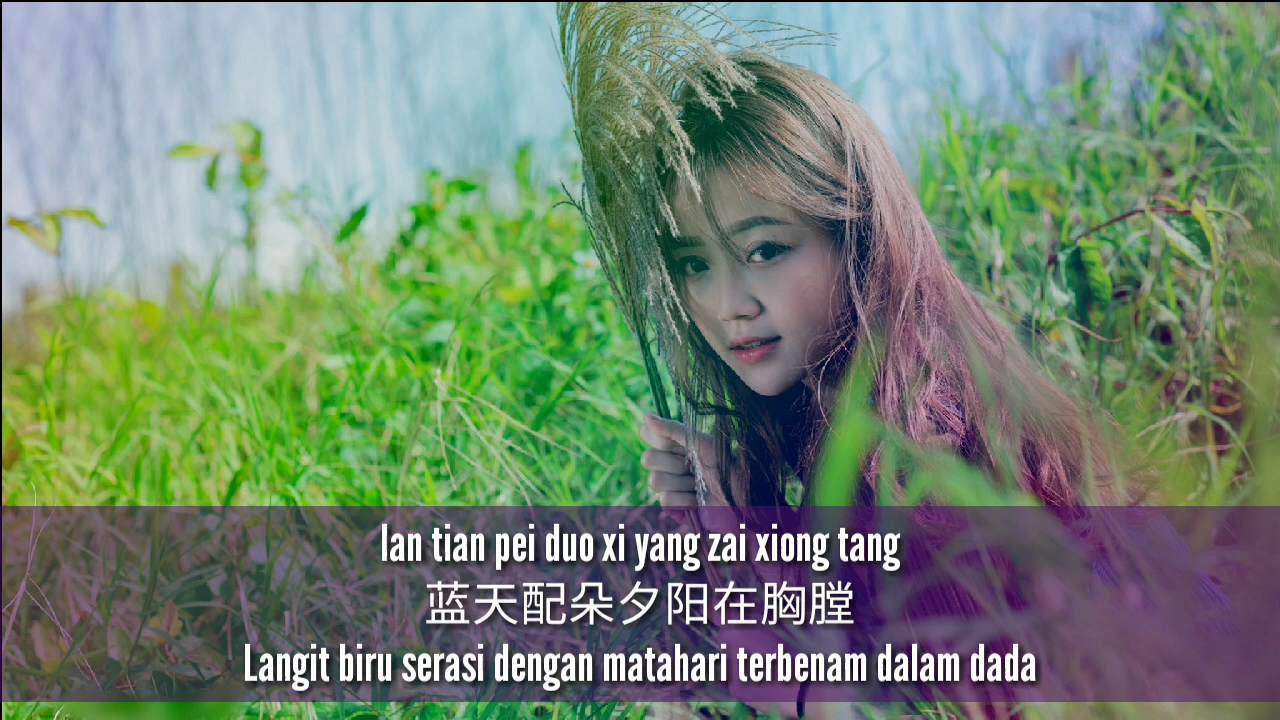 lan tian pei duo xi yang zai xiong tang
蓝天配朵夕阳在胸膛
Langit biru serasi dengan matahari terbenam dalam dada